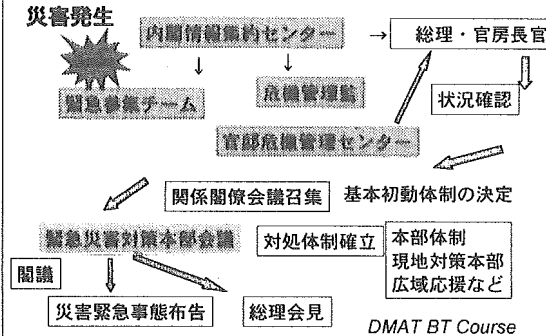 災害発生
内閣情報集約センター → 総理・官房長官
↓ ↓
緊急参集チーム 危機管理監 状況確認
官邸危機管理センター
関係閣僚会議召集 基本初動体制の決定
緊急災害対策本部会議 対処体制確立 本部体制
現地対策本部
広域応援など
閣議
災害緊急事態布告 総理会見
DMAT BT Course